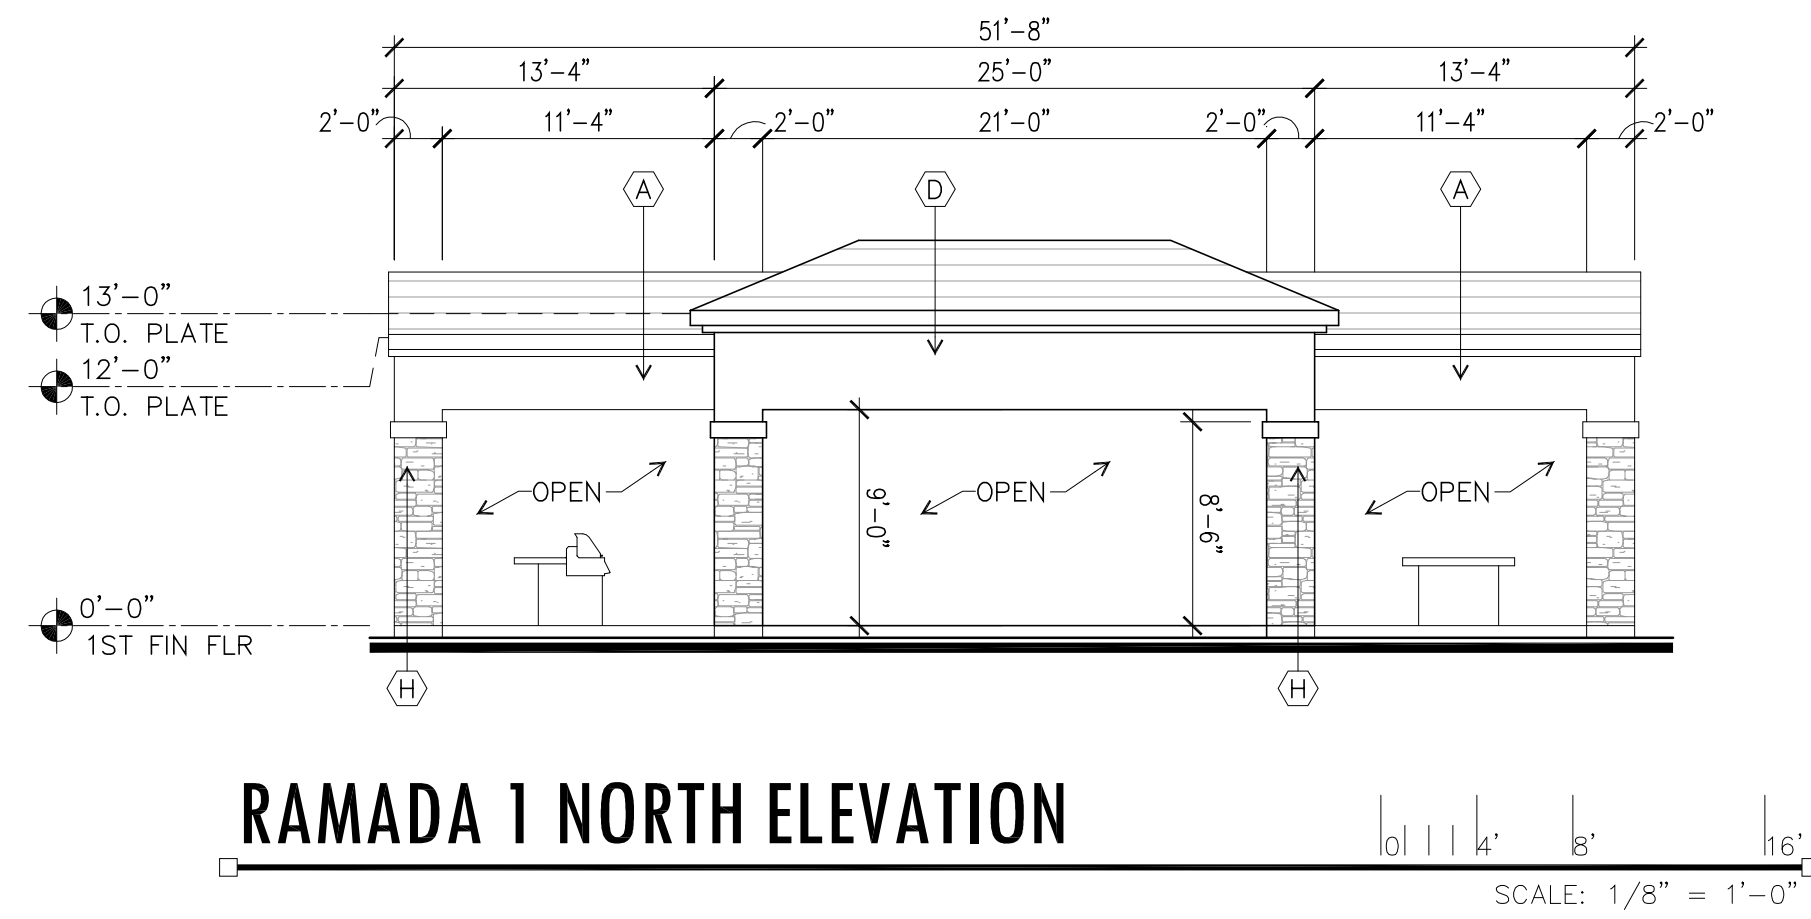 51'-8"
13'-4" 25'-0" 13'-4"
2'-0" 11'-4" 2'-0" 21'-0" 2'-0" 11'-4" 2'-0"
A D A
13'-0"
T.O. PLATE
12'-0"
T.O. PLATE
OPEN 9'-0" OPEN 8'-6" OPEN
0'-0"
1ST FIN FLR
H H
RAMADA 1 NORTH ELEVATION
0 4' 8' 16'
SCALE: 1/8" = 1'-0"